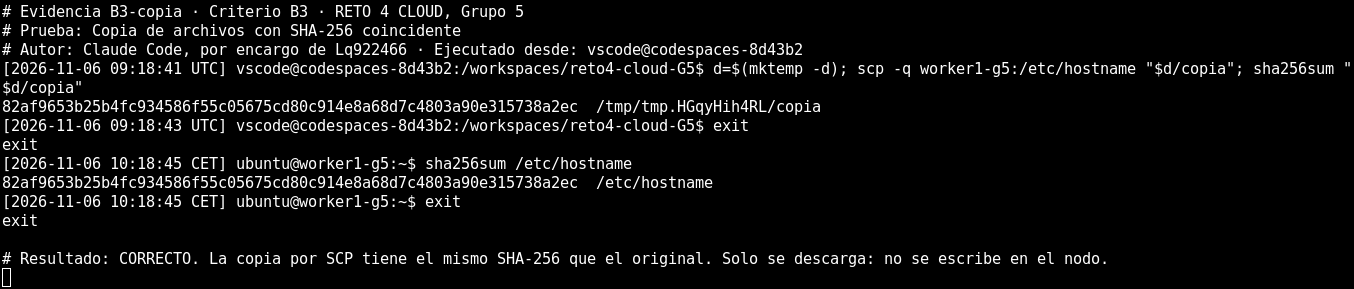 # Evidencia B3-copia · Criterio B3 · RETO 4 CLOUD, Grupo 5
# Prueba: Copia de archivos con SHA-256 coincidente
# Autor: Claude Code, por encargo de Lq922466 · Ejecutado desde: vscode@codespaces-8d43b2
[2026-11-06 09:18:41 UTC] vscode@codespaces-8d43b2:/workspaces/reto4-cloud-G5$ d=$(mktemp -d); scp -q worker1-g5:/etc/hostname "$d/copia"; sha256sum "
$d/copia"
82af9653b25b4fc934586f55c05675cd80c914e8a68d7c4803a90e315738a2ec  /tmp/tmp.HGqyHih4RL/copia
[2026-11-06 09:18:43 UTC] vscode@codespaces-8d43b2:/workspaces/reto4-cloud-G5$ exit
exit
[2026-11-06 10:18:45 CET] ubuntu@worker1-g5:~$ sha256sum /etc/hostname
82af9653b25b4fc934586f55c05675cd80c914e8a68d7c4803a90e315738a2ec  /etc/hostname
[2026-11-06 10:18:45 CET] ubuntu@worker1-g5:~$ exit
exit
# Resultado: CORRECTO. La copia por SCP tiene el mismo SHA-256 que el original. Solo se descarga: no se escribe en el nodo.